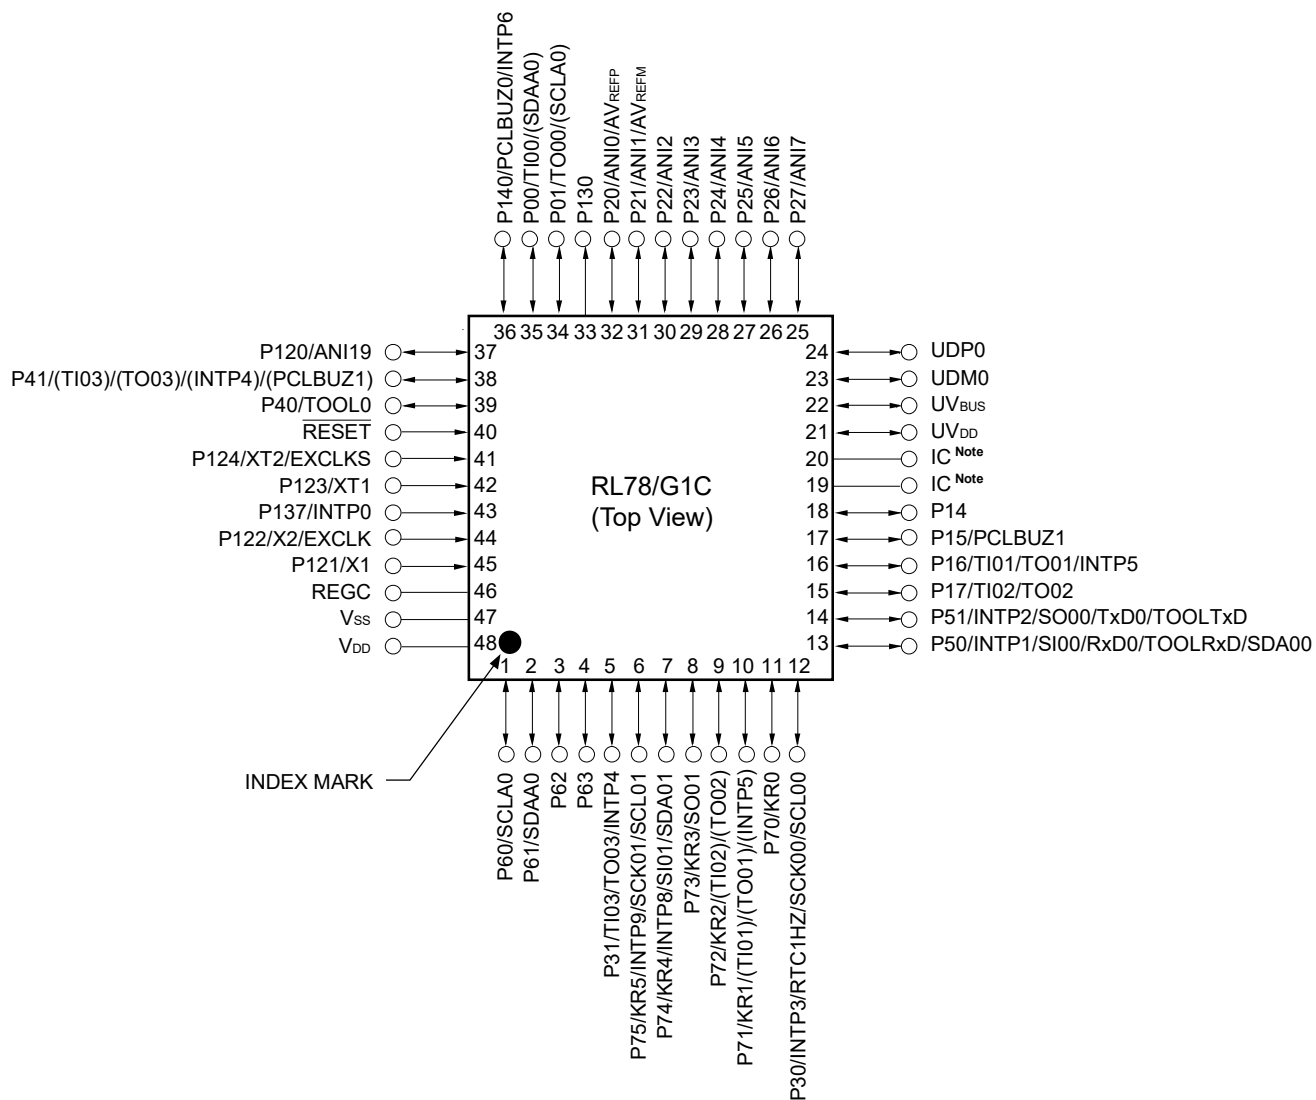 P140/PCLBUZ0/INTP6
P00/TI00/(SDAA0)
P01/TO00/(SCLA0)
P130
P20/ANI0/AVREFP
P21/ANI1/AVREFM
P22/ANI2
P23/ANI3
P24/ANI4
P25/ANI5
P26/ANI6
P27/ANI7
36 35 34 33 32 31 30 29 28 27 26 25
P120/ANI19 37
P41/(TI03)/(TO03)/(INTP4)/(PCLBUZ1) 38
P40/TOOL0 39
RESET 40
P124/XT2/EXCLKS 41
P123/XT1 42
P137/INTP0 43
P122/X2/EXCLK 44
P121/X1 45
REGC 46
VSS 47
VDD 48
RL78/G1C
(Top View)
24 UDP0
23 UDM0
22 UVBUS
21 UVDD
20 IC Note
19 IC Note
18 P14
17 P15/PCLBUZ1
16 P16/TI01/TO01/INTP5
15 P17/TI02/TO02
14 P51/INTP2/SO00/TxD0/TOOLTxD
13 P50/INTP1/SI00/RxD0/TOOLRxD/SDA00
1 2 3 4 5 6 7 8 9 10 11 12
INDEX MARK
P60/SCLA0
P61/SDAA0
P62
P63
P31/TI03/TO03/INTP4
P75/KR5/INTP9/SCK01/SCL01
P74/KR4/INTP8/SI01/SDA01
P73/KR3/SO01
P72/KR2/(TI02)/(TO02)
P71/KR1/(TI01)/(TO01)/(INTP5)
P70/KR0
P30/INTP3/RTC1HZ/SCK00/SCL00